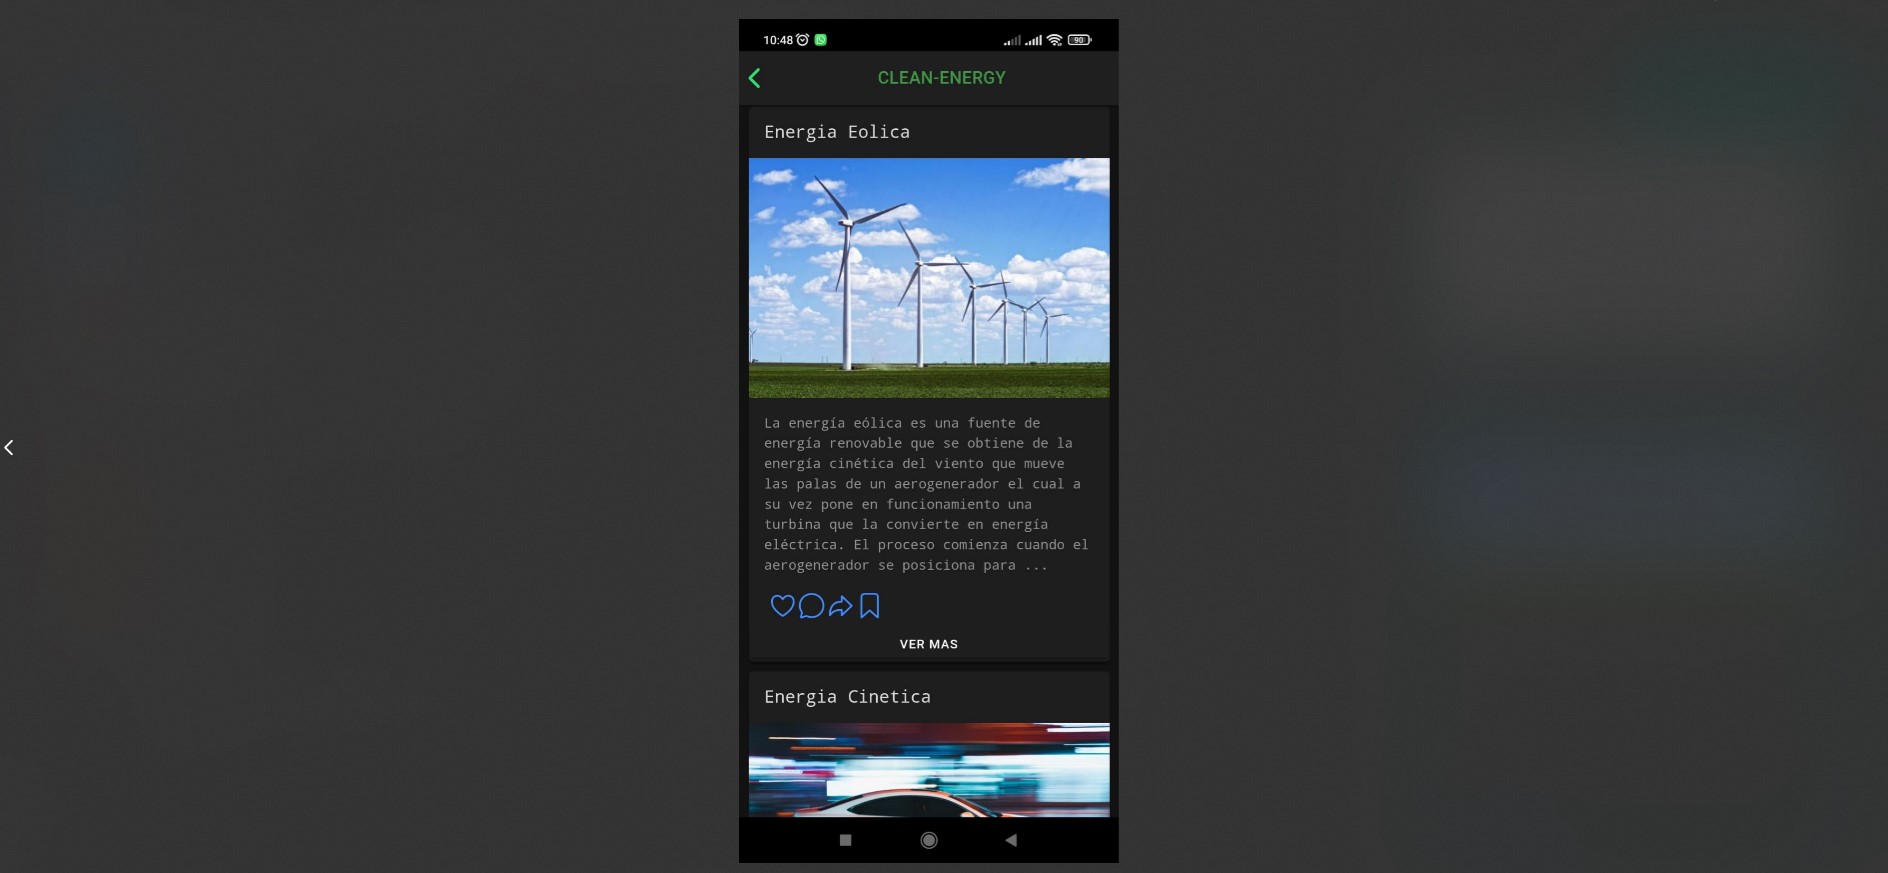 10:48
90
CLEAN-ENERGY
Energia Eolica
La energía eólica es una fuente de
energía renovable que se obtiene de la
energía cinética del viento que mueve
las palas de un aerogenerador el cual a
su vez pone en funcionamiento una
turbina que la convierte en energía
eléctrica. El proceso comienza cuando el
aerogenerador se posiciona para ...
VER MAS
Energia Cinetica